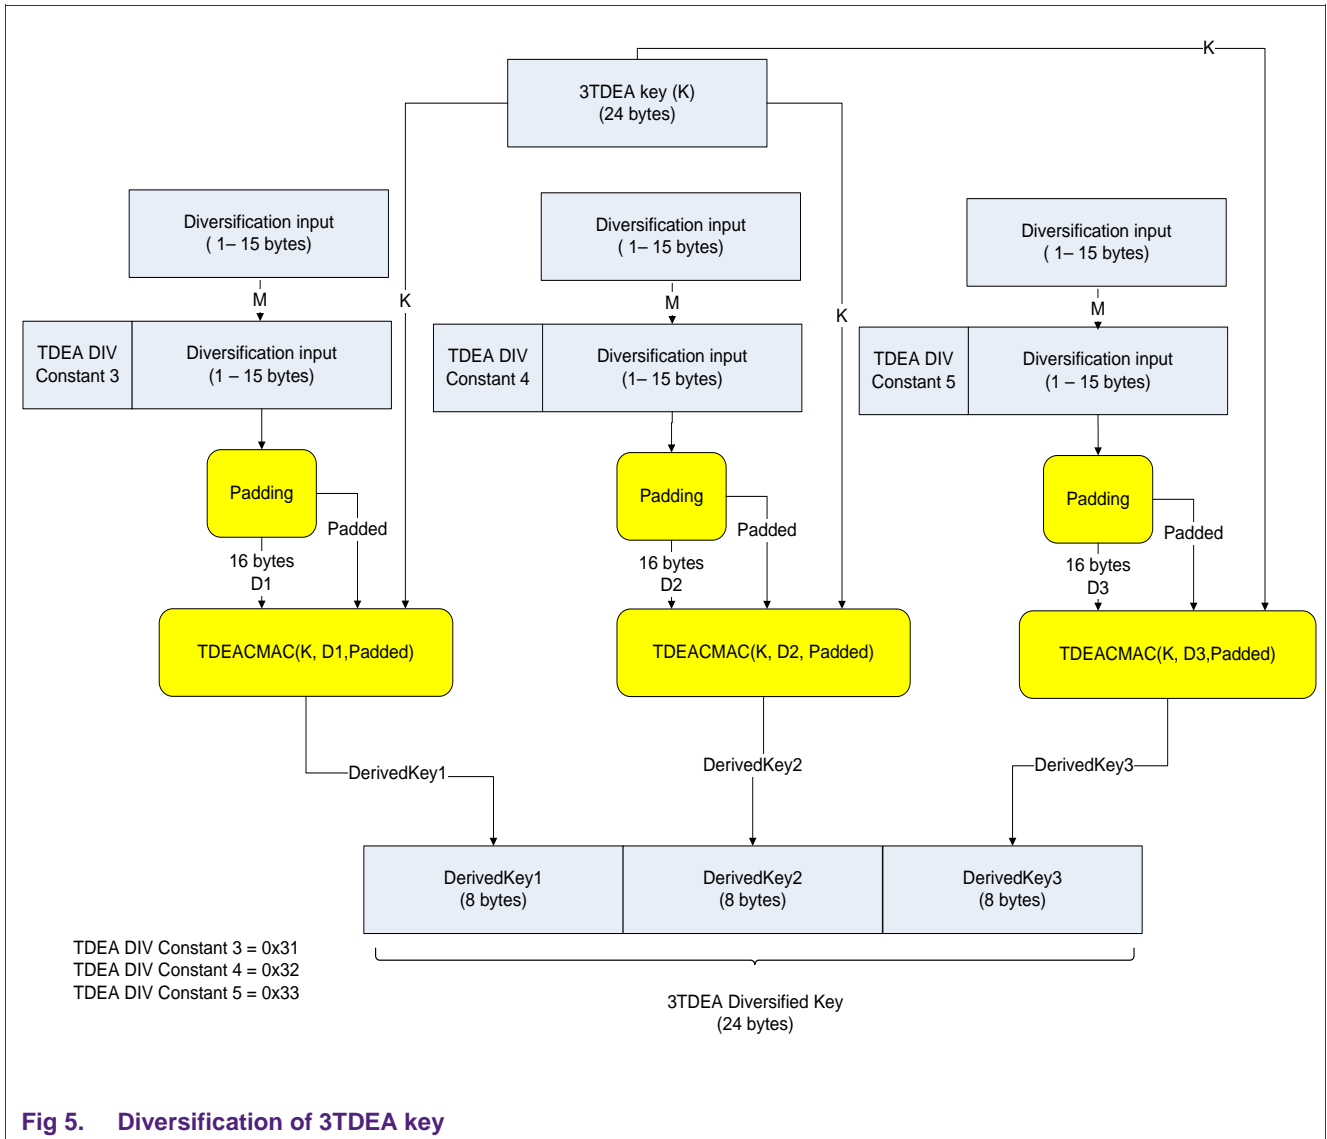 K
3TDEA key (K)
(24 bytes)
Diversification input
( 1– 15 bytes)
Diversification input
( 1– 15 bytes)
Diversification input
( 1– 15 bytes)
M
K
M
K
M
TDEA DIV
Constant 3
Diversification input
(1 – 15 bytes)
TDEA DIV
Constant 4
Diversification input
(1– 15 bytes)
TDEA DIV
Constant 5
Diversification input
(1 – 15 bytes)
Padding
Padded
16 bytes
D1
Padding
Padded
16 bytes
D2
Padding
Padded
16 bytes
D3
TDEACMAC(K, D1,Padded)
TDEACMAC(K, D2, Padded)
TDEACMAC(K, D3,Padded)
DerivedKey1
DerivedKey2
DerivedKey3
DerivedKey1
(8 bytes)
DerivedKey2
(8 bytes)
DerivedKey3
(8 bytes)
TDEA DIV Constant 3 = 0x31
TDEA DIV Constant 4 = 0x32
TDEA DIV Constant 5 = 0x33
3TDEA Diversified Key
(24 bytes)
Fig 5. Diversification of 3TDEA key